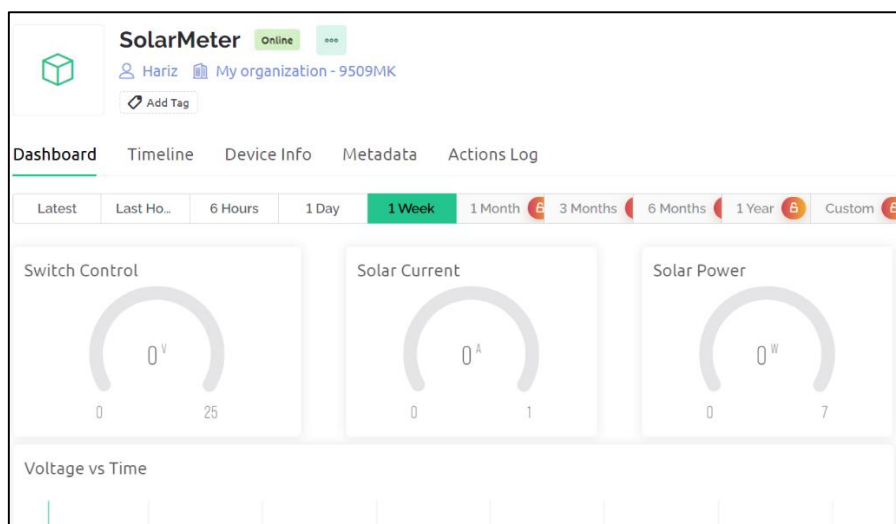 SolarMeter Online
Hariz My organization - 9509MK
Add Tag
Dashboard Timeline Device Info Metadata Actions Log
Latest Last Ho... 6 Hours 1 Day 1 Week 1 Month 3 Months 6 Months 1 Year Custom
Switch Control Solar Current Solar Power
0 V 0 A 0 W
0 25 0 1 0 7
Voltage vs Time